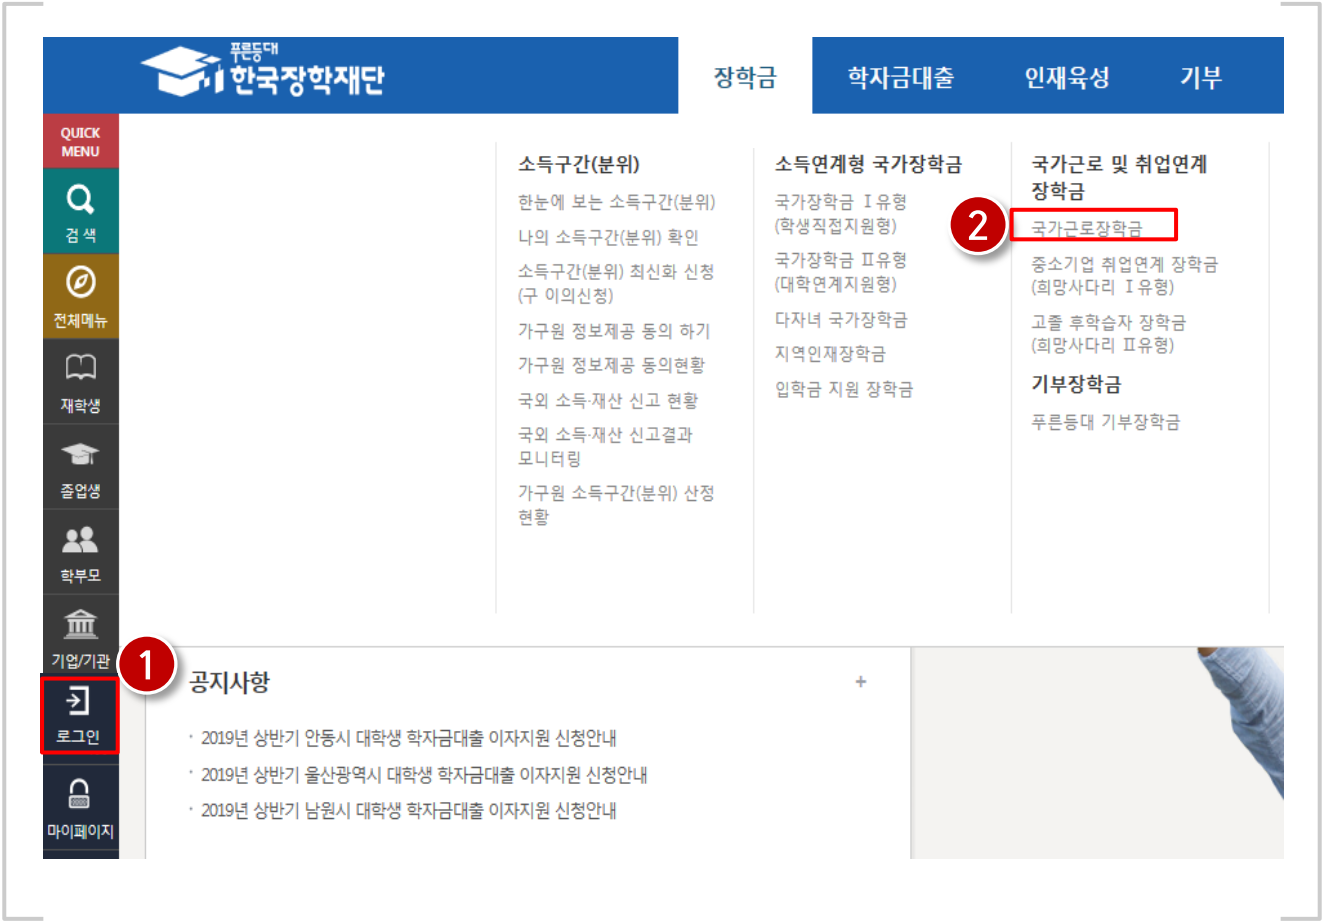 푸른등대
한국장학재단
장학금
학자금대출
인재육성
기부
QUICK
MENU
검색
전체메뉴
재학생
졸업생
학부모
기업/기관
로그인
마이페이지
소득구간(분위)
한눈에 보는 소득구간(분위)
나의 소득구간(분위) 확인
소득구간(분위) 최신화 신청
(구 이의신청)
가구원 정보제공 동의 하기
가구원 정보제공 동의현황
국외 소득·재산 신고 현황
국외 소득·재산 신고결과
모니터링
가구원 소득구간(분위) 산정
현황
소득연계형 국가장학금
국가장학금 Ⅰ유형
(학생직접지원형)
국가장학금 Ⅱ유형
(대학연계지원형)
다자녀 국가장학금
지역인재장학금
입학금 지원 장학금
국가근로 및 취업연계
장학금
2
국가근로장학금
중소기업 취업연계 장학금
(희망사다리 Ⅰ유형)
고졸 후학습자 장학금
(희망사다리 Ⅱ유형)
기부장학금
푸른등대 기부장학금
1
공지사항
+
· 2019년 상반기 안동시 대학생 학자금대출 이자지원 신청안내
· 2019년 상반기 울산광역시 대학생 학자금대출 이자지원 신청안내
· 2019년 상반기 남원시 대학생 학자금대출 이자지원 신청안내